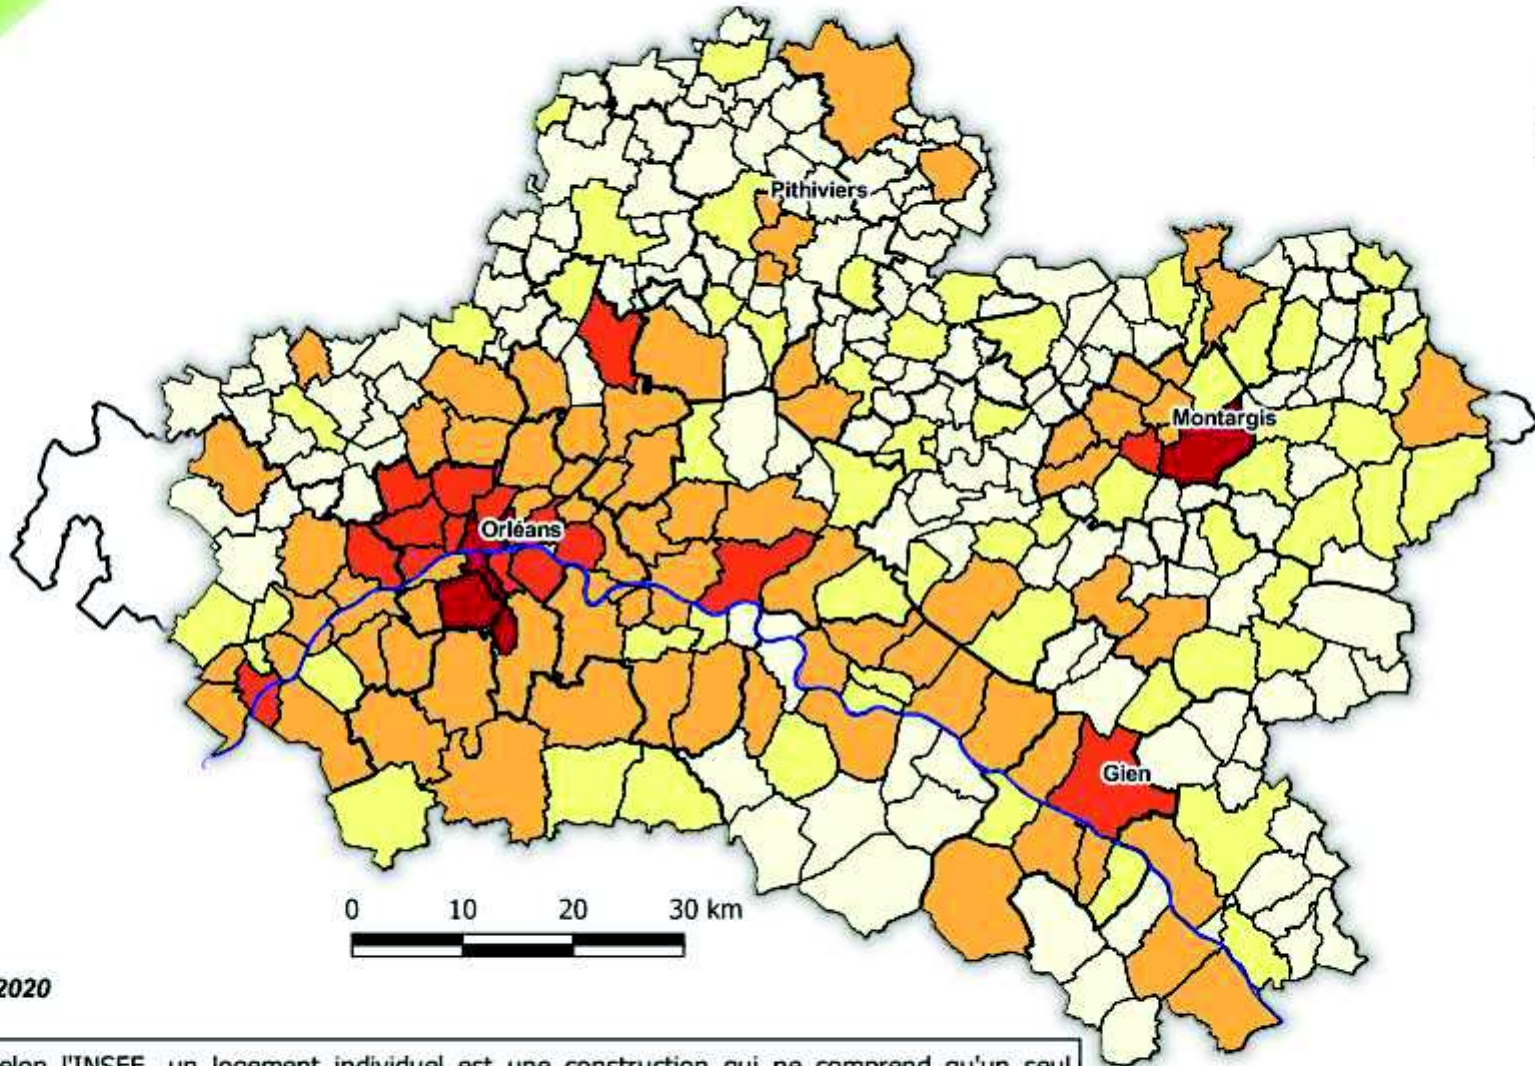 Pithiviers
Montargis
Orléans
Gien
0 10 20 30 km
2020
elon l'INSEE, un logement individuel est une construction qui ne comprend qu'un seul